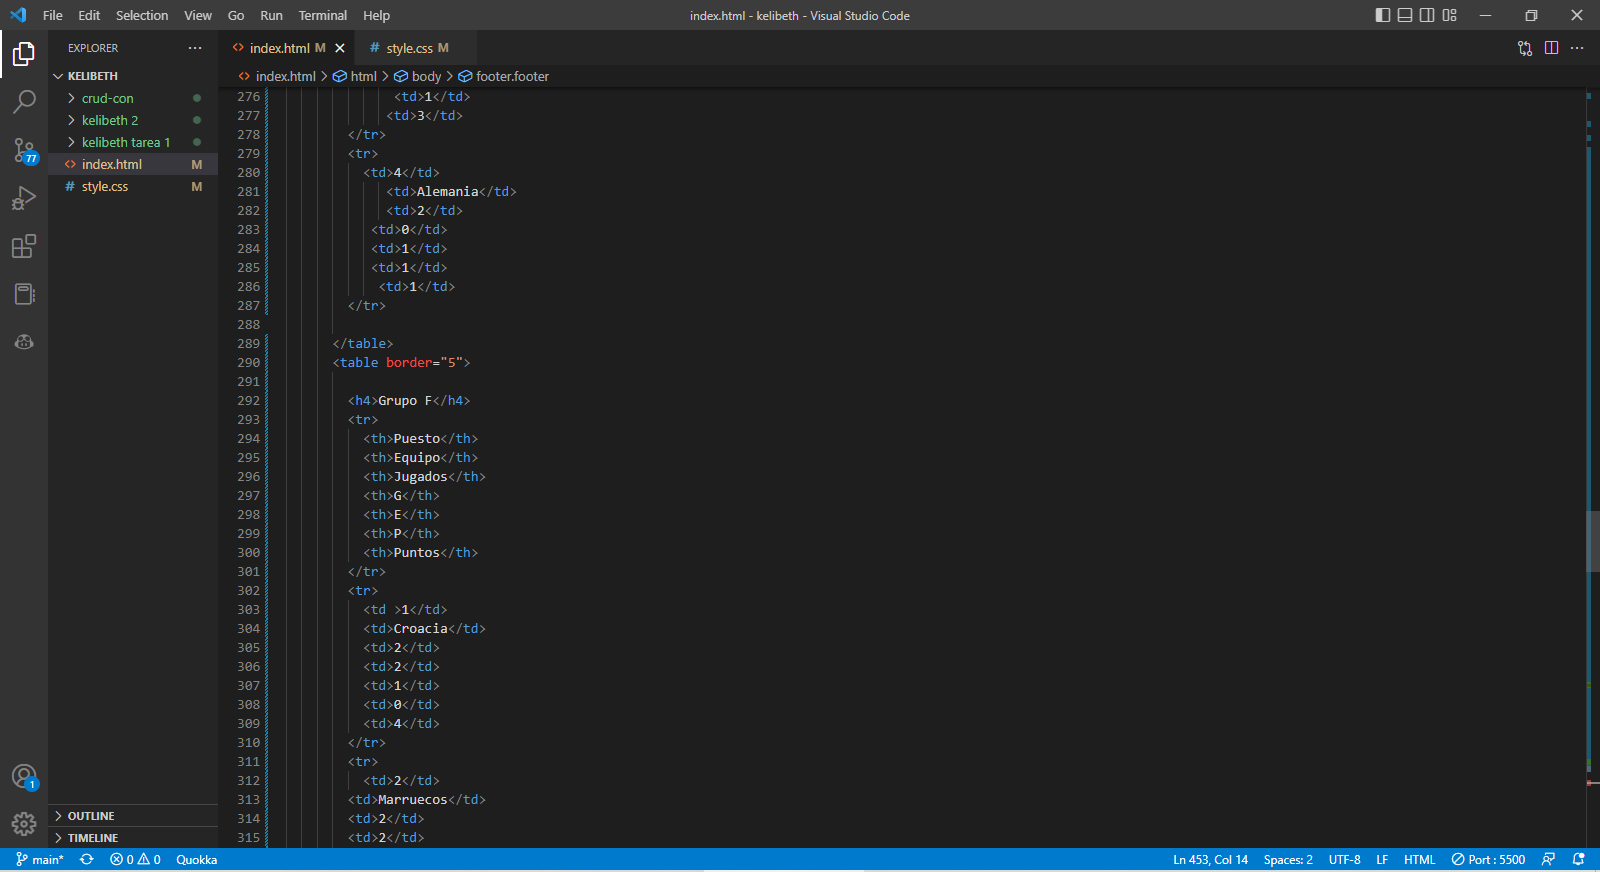 File Edit Selection View Go Run Terminal Help
index.html - kelibeth - Visual Studio Code
EXPLORER
KELIBETH
crud-con
kelibeth 2
kelibeth tarea 1
index.html M
style.css M
77
1
OUTLINE
TIMELINE
index.html M
style.css M
index.html > html > body > footer.footer
276 <td>1</td>
277 <td>3</td>
278 </tr>
279 <tr>
280 <td>4</td>
281 <td>Alemania</td>
282 <td>2</td>
283 <td>0</td>
284 <td>1</td>
285 <td>1</td>
286 <td>1</td>
287 </tr>
288
289 </table>
290 <table border="5">
291
292 <h4>Grupo F</h4>
293 <tr>
294 <th>Puesto</th>
295 <th>Equipo</th>
296 <th>Jugados</th>
297 <th>G</th>
298 <th>E</th>
299 <th>P</th>
300 <th>Puntos</th>
301 </tr>
302 <tr>
303 <td >1</td>
304 <td>Croacia</td>
305 <td>2</td>
306 <td>2</td>
307 <td>1</td>
308 <td>0</td>
309 <td>4</td>
310 </tr>
311 <tr>
312 <td>2</td>
313 <td>Marruecos</td>
314 <td>2</td>
315 <td>2</td>
main* 0 0 Quokka
Ln 453, Col 14 Spaces: 2 UTF-8 LF HTML Port : 5500